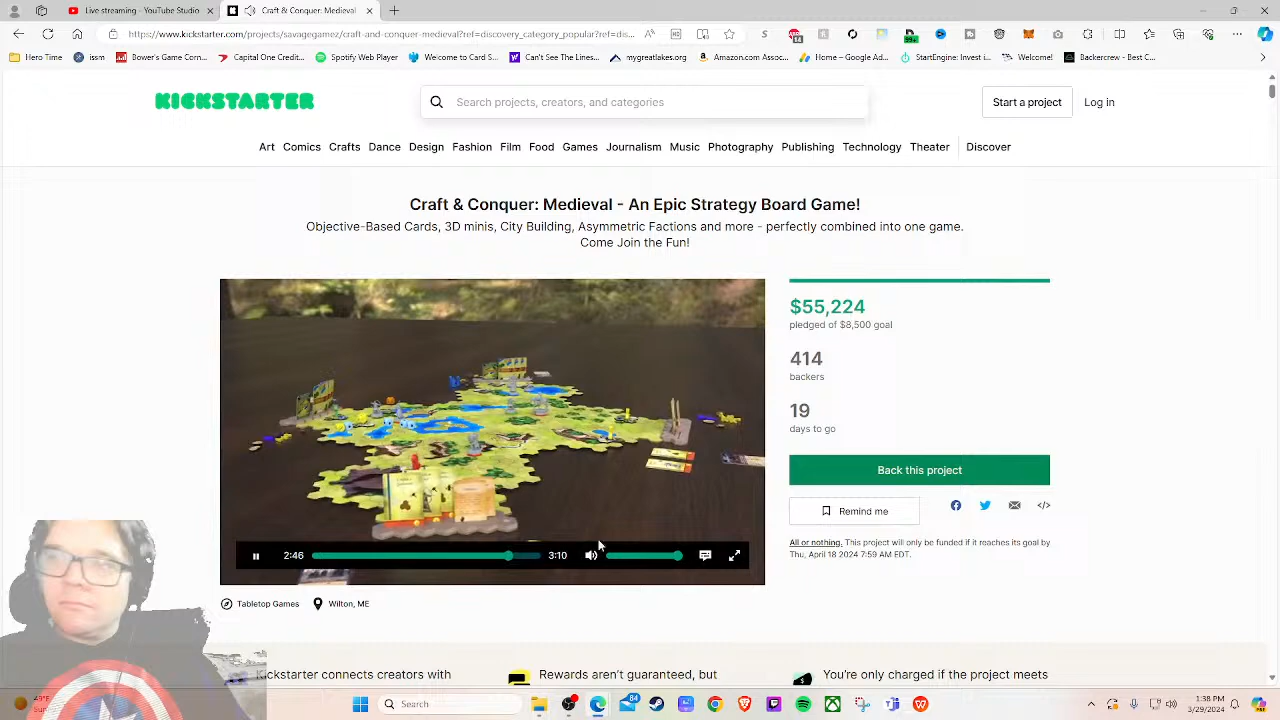 Live streaming - YouTube Studio
Craft & Conquer: Medieval
https://www.kickstarter.com/projects/savagegamez/craft-and-conquer-medieval?ref=discovery_category_popular&ref=dis...
Hero Time
issix
Dower's Game Com...
Capital One Credit...
Spotify Web Player
Welcome to Card S...
Can't See The Lines...
Amazon.com Assoc...
Home – Google Ad...
StartEngine: Invest i...
Welcome!
Backercrew - Best C...
KICKSTARTER
Search projects, creators, and categories
Start a project
Log in
Art Comics Crafts Dance Design Fashion Film Food Games Journalism Music Photography Publishing Technology Theater Discover
Craft & Conquer: Medieval - An Epic Strategy Board Game!
Objective-Based Cards, 3D minis, City Building, Asymmetric Factions and more - perfectly combined into one game.
Come Join the Fun!
$55,224
pledged of $8,500 goal
414
backers
19
days to go
Back this project
Remind me
All or nothing. This project will only be funded if it reaches its goal by
Thu, April 18 2024 7:59 AM EDT.
2:46
3:10
Tabletop Games
Wilton, ME
Kickstarter connects creators with
Rewards aren't guaranteed, but
You're only charged if the project meets
Search
84
1:38 PM
3/29/2024